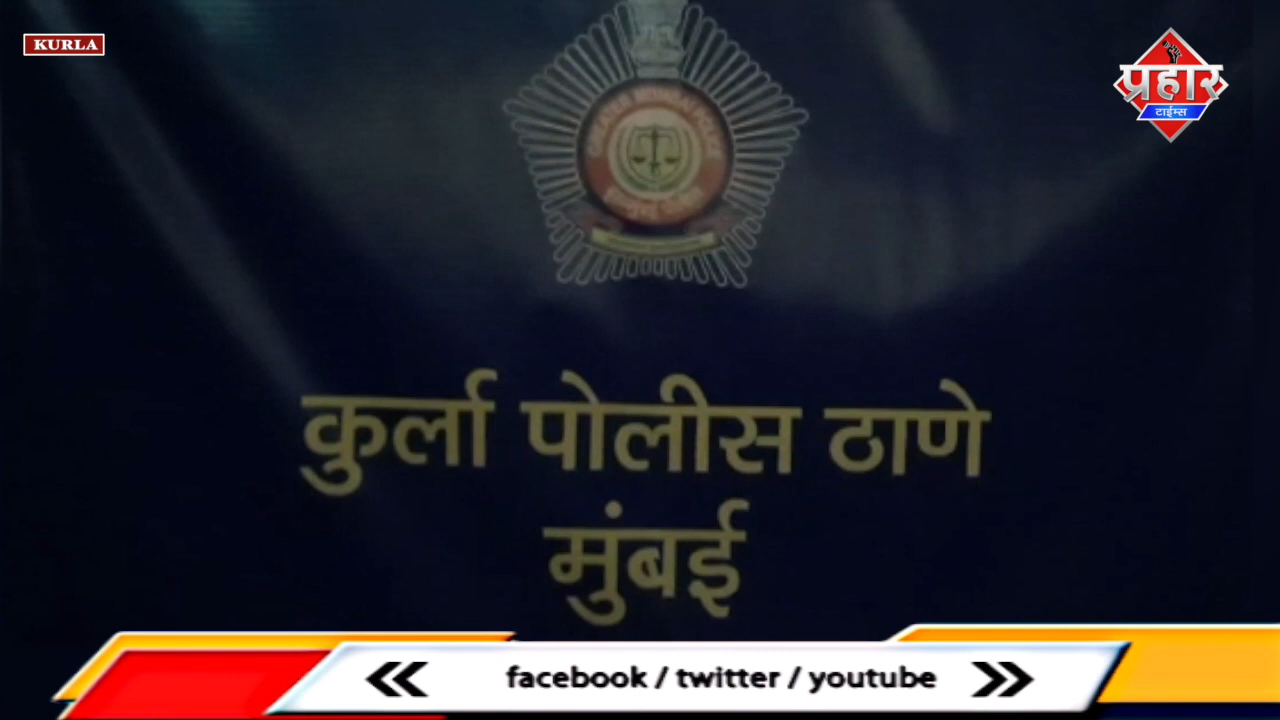 KURLA
प्रहार
टाईम्स
कुर्ला पोलीस ठाणे
मुंबई
facebook / twitter / youtube